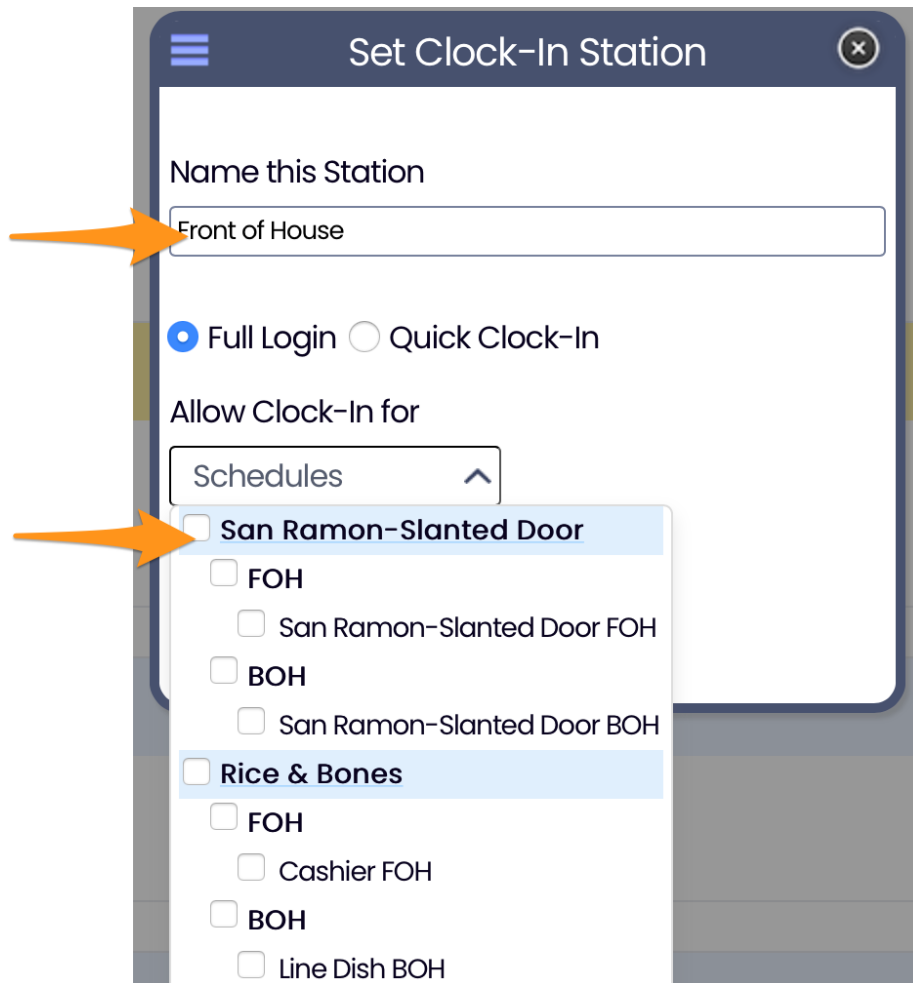 Set Clock-In Station
Name this Station
Front of House
Full Login Quick Clock-In
Allow Clock-In for
Schedules
San Ramon-Slanted Door
FOH
San Ramon-Slanted Door FOH
BOH
San Ramon-Slanted Door BOH
Rice & Bones
FOH
Cashier FOH
BOH
Line Dish BOH